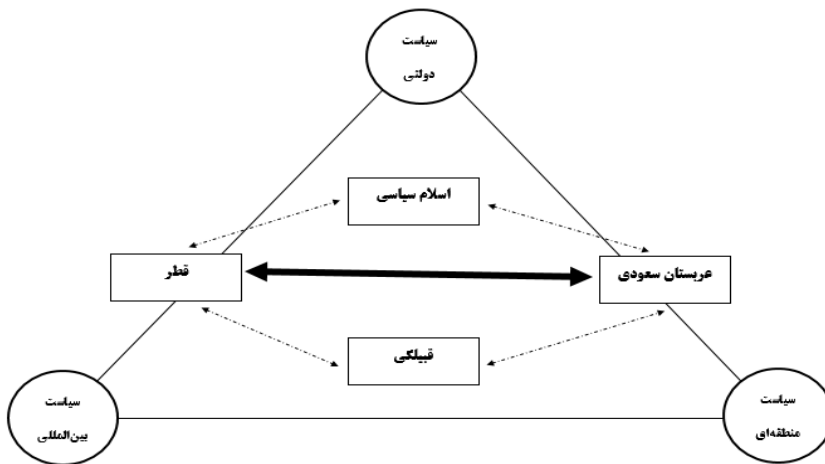 سیاست
دولتی
اسلام سیاسی
عربستان سعودی
قطر
قبیلگی
سیاست
منطقه‌ای
سیاست
بین‌المللی